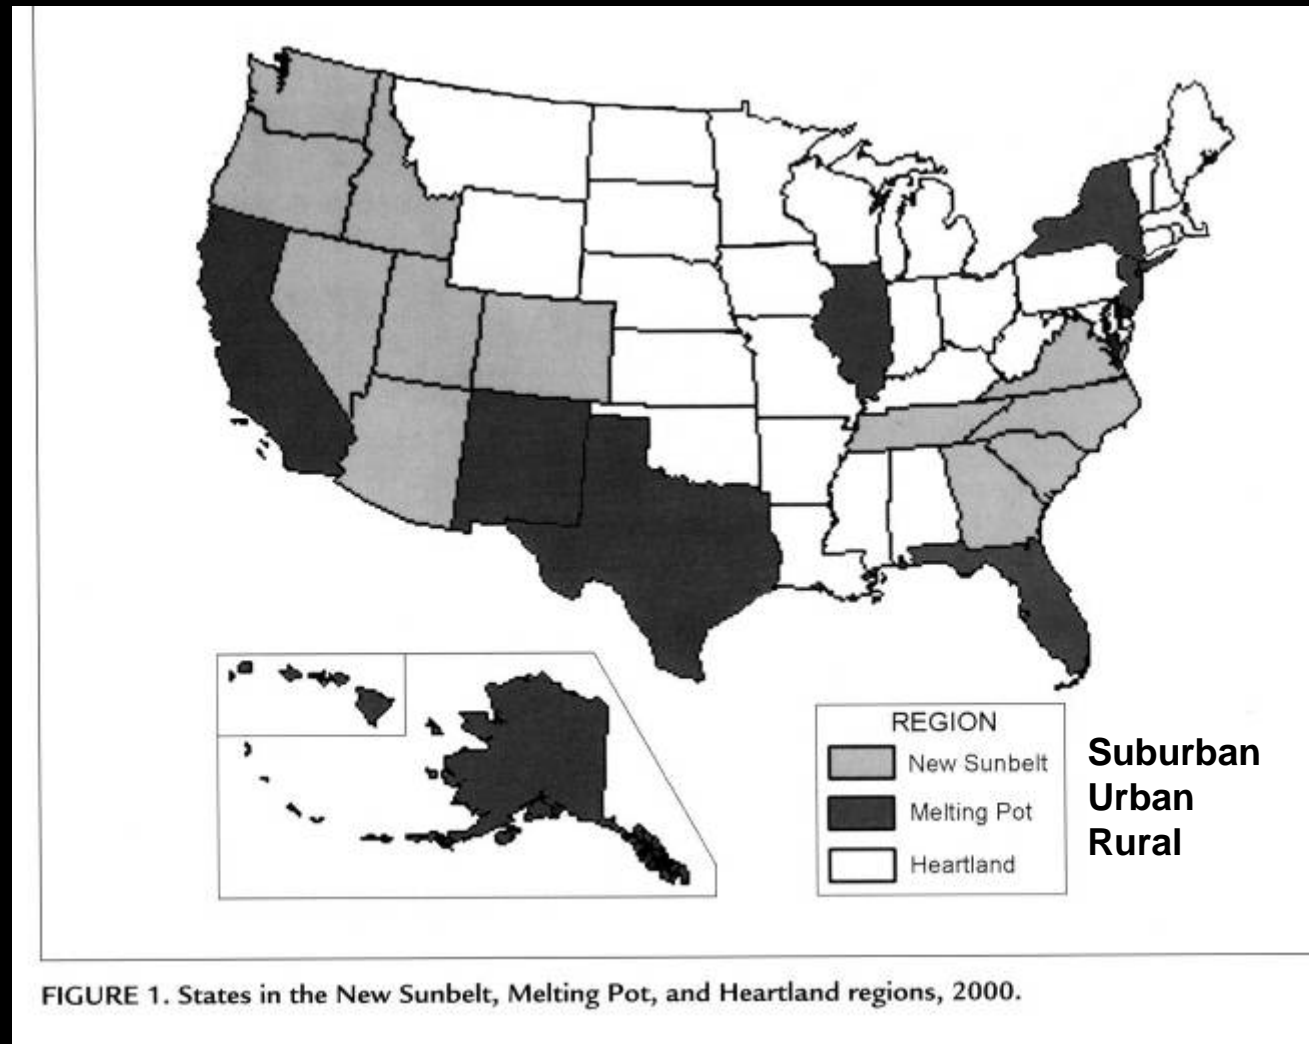 REGION
New Sunbelt
Melting Pot
Heartland
Suburban
Urban
Rural
FIGURE 1. States in the New Sunbelt, Melting Pot, and Heartland regions, 2000.